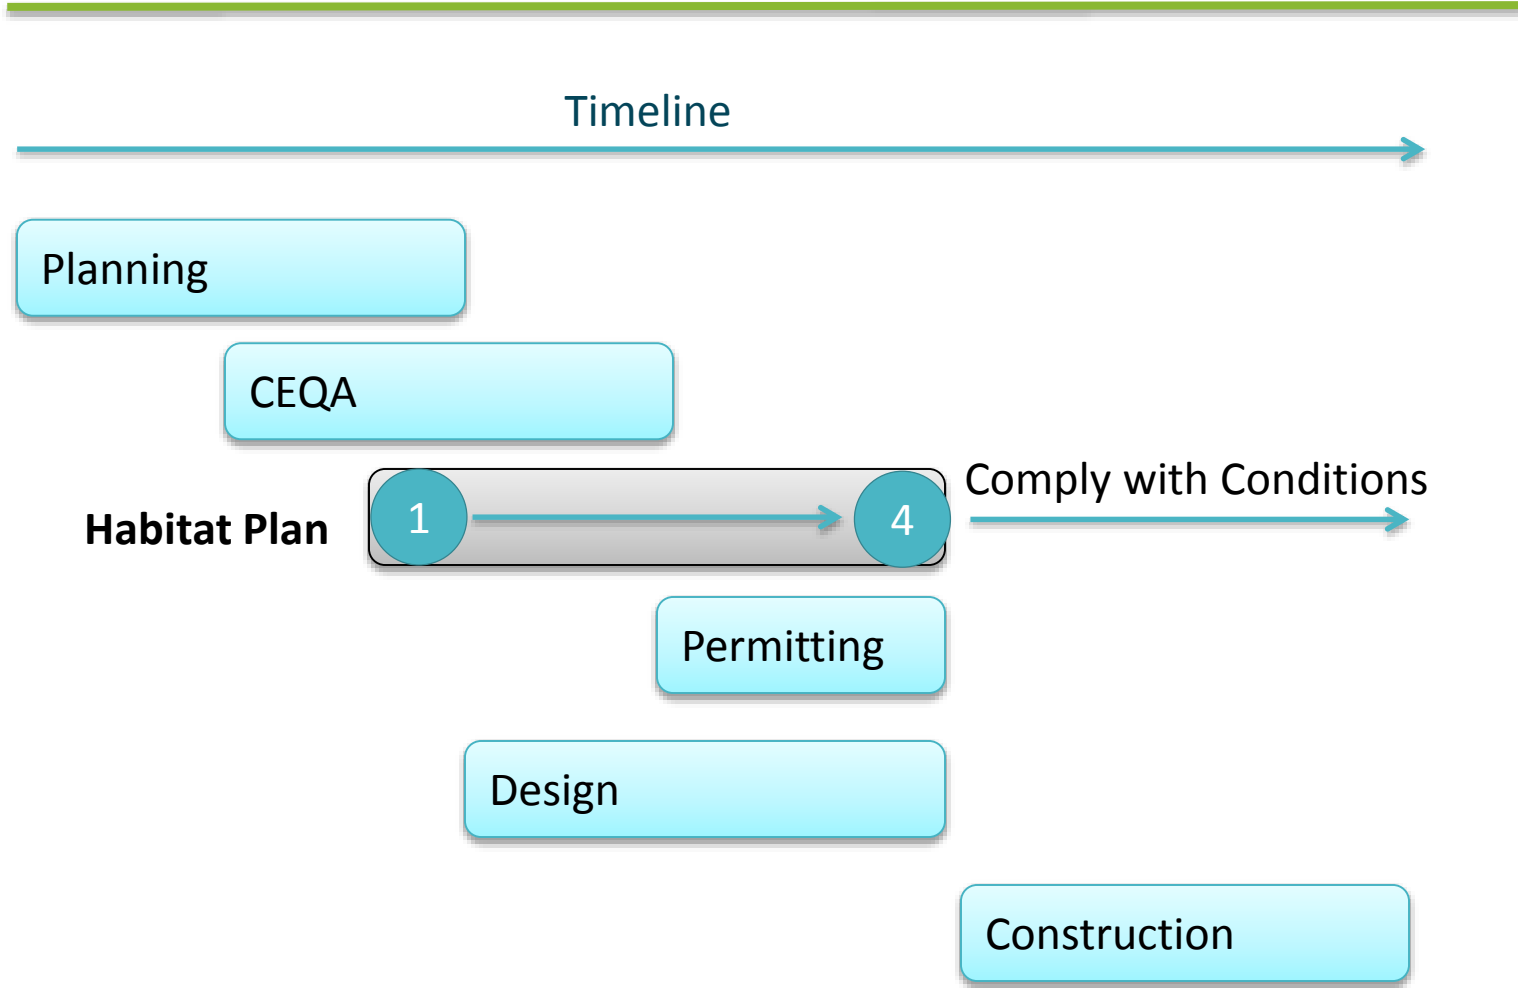 Timeline
Planning
CEQA
Comply with Conditions
Habitat Plan
1
4
Permitting
Design
Construction